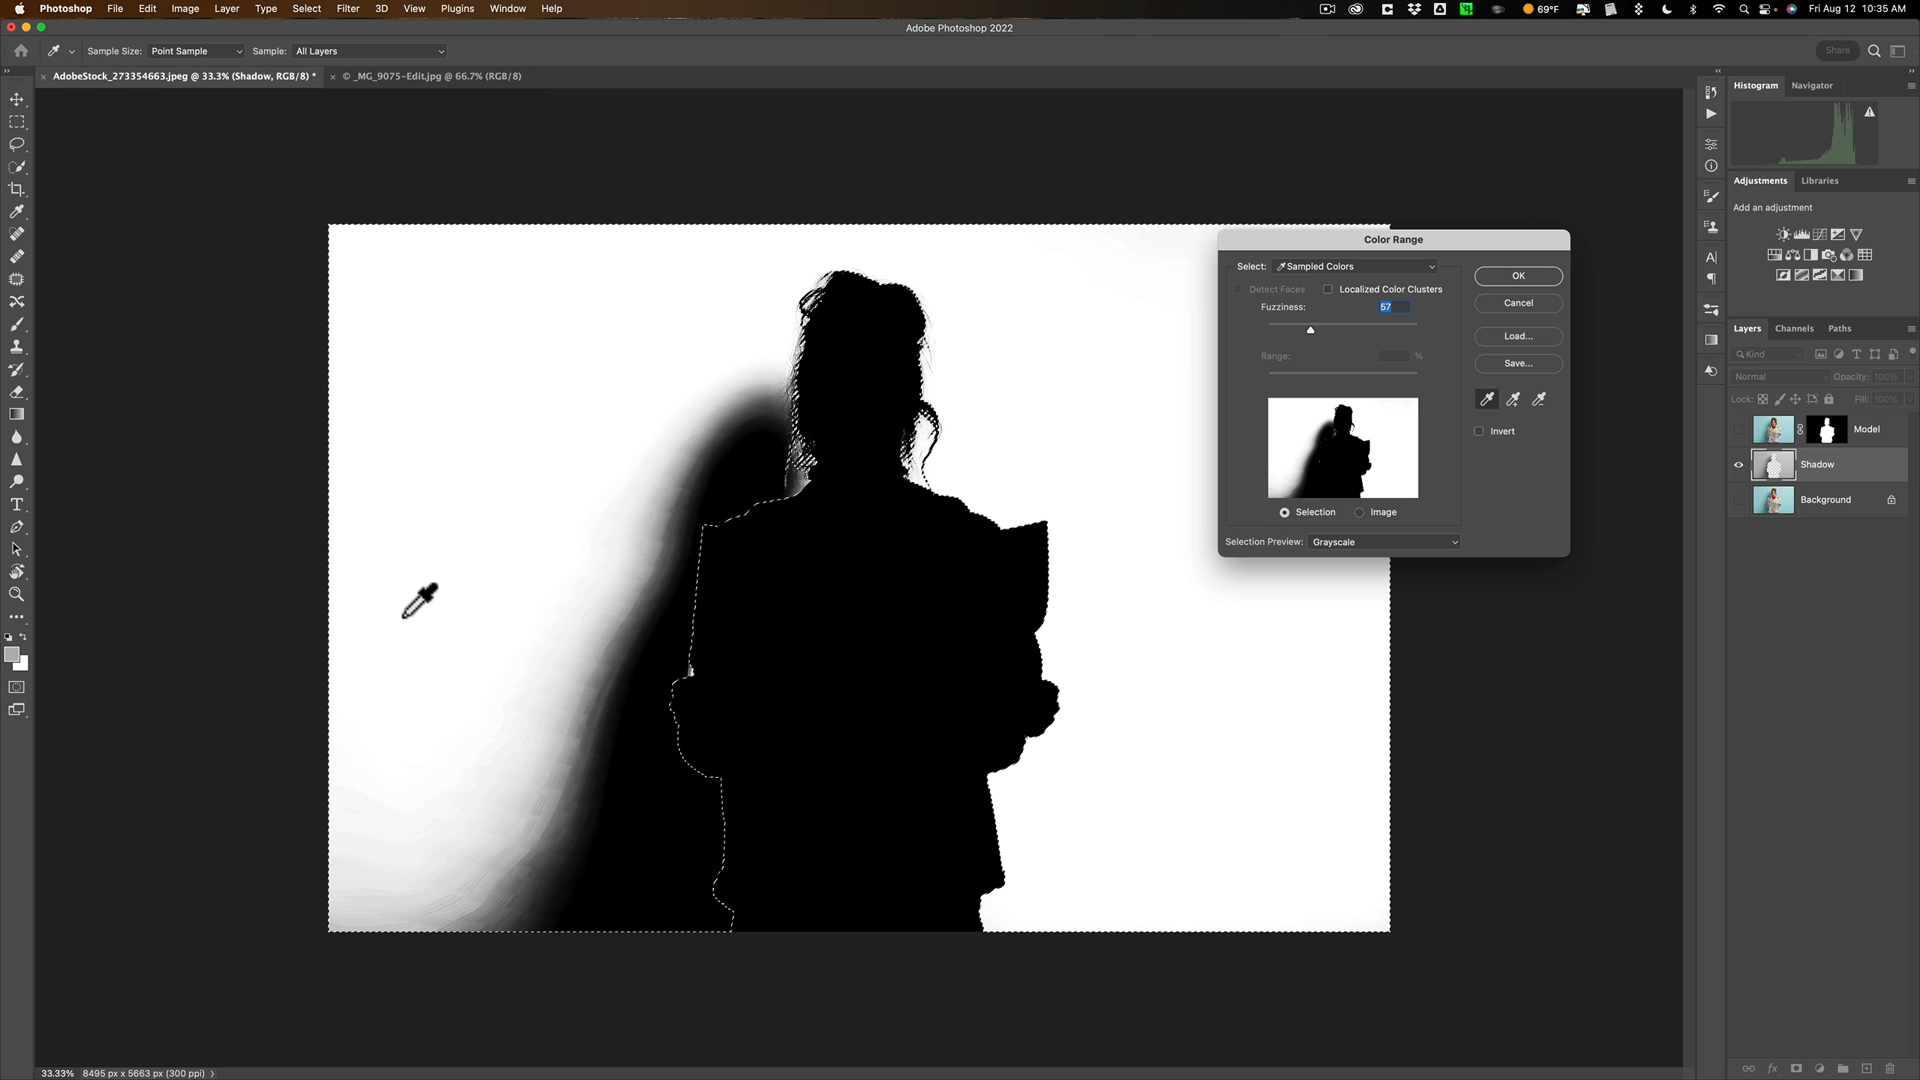 Photoshop File Edit Image Layer Type Select Filter 3D View Plugins Window Help 69°F Fri Aug 12 10:35 AM
Adobe Photoshop 2022
Sample Size: Point Sample Sample: All Layers Share
AdobeStock_273354663.jpeg @ 33.3% (Shadow, RGB/8) * © _MG_9075-Edit.jpg @ 66.7% (RGB/8)
Histogram Navigator
Adjustments Libraries
Add an adjustment
Color Range
Select: Sampled Colors OK
Detect Faces Localized Color Clusters
Fuzziness: 57 Cancel
Load...
Range: %
Save...
Invert
Selection Image
Selection Preview: Grayscale
Layers Channels Paths
Kind
Normal Opacity: 100%
Lock: Fill: 100%
Model
Shadow
Background
33.33% 8495 px x 5663 px (300 ppi)